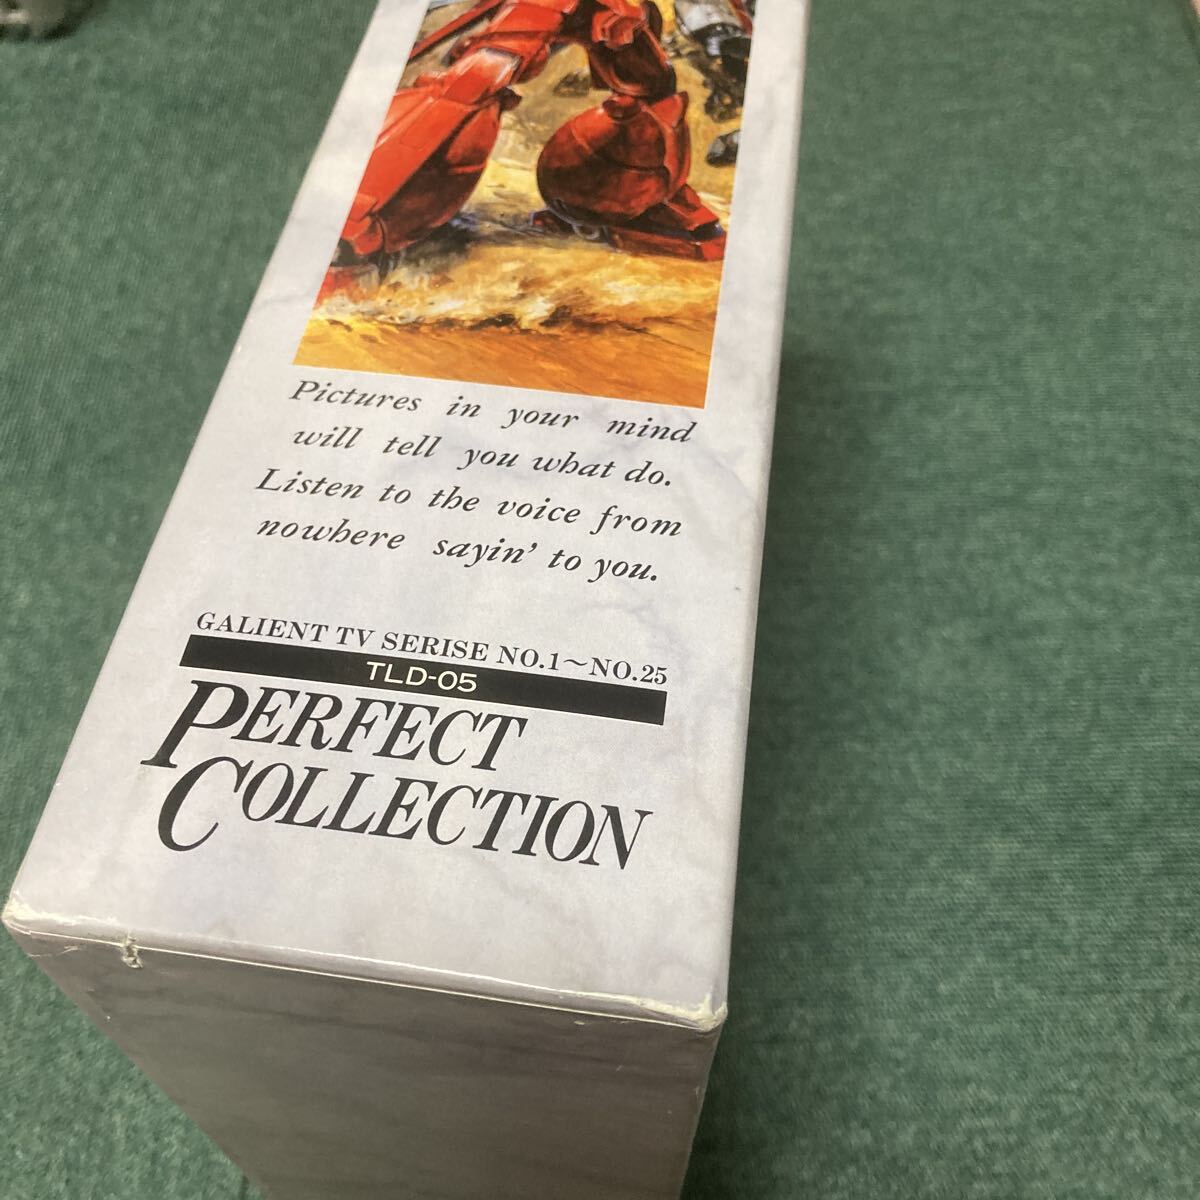 Pictures in your mind
will tell you what do.
Listen to the voice from
nowhere sayin' to you.
GALIENT TV SERISE NO.1～NO.25
TLD-05
PERFECT
COLLECTION